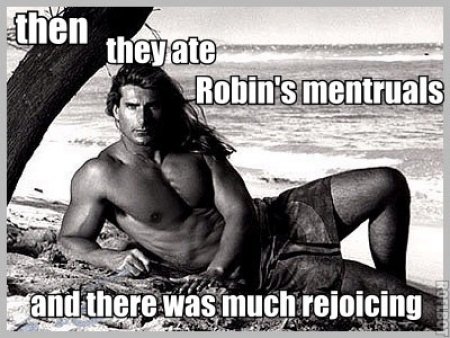 then
they ate
Robin's mentruals
and there was much rejoicing